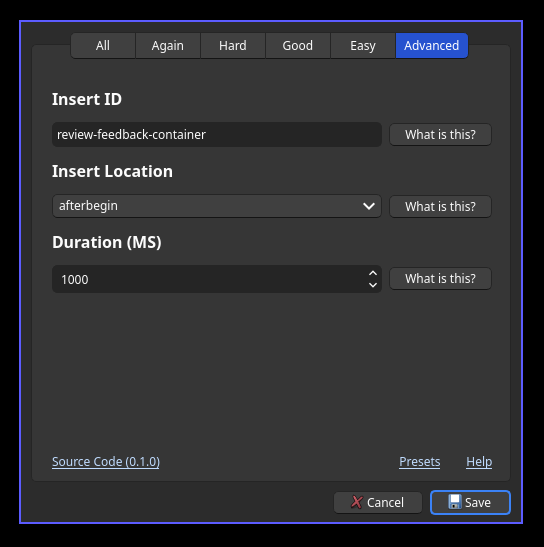 All Again Hard Good Easy Advanced
Insert ID
review-feedback-container What is this?
Insert Location
afterbegin What is this?
Duration (MS)
1000 What is this?
Source Code (0.1.0) Presets Help
Cancel Save